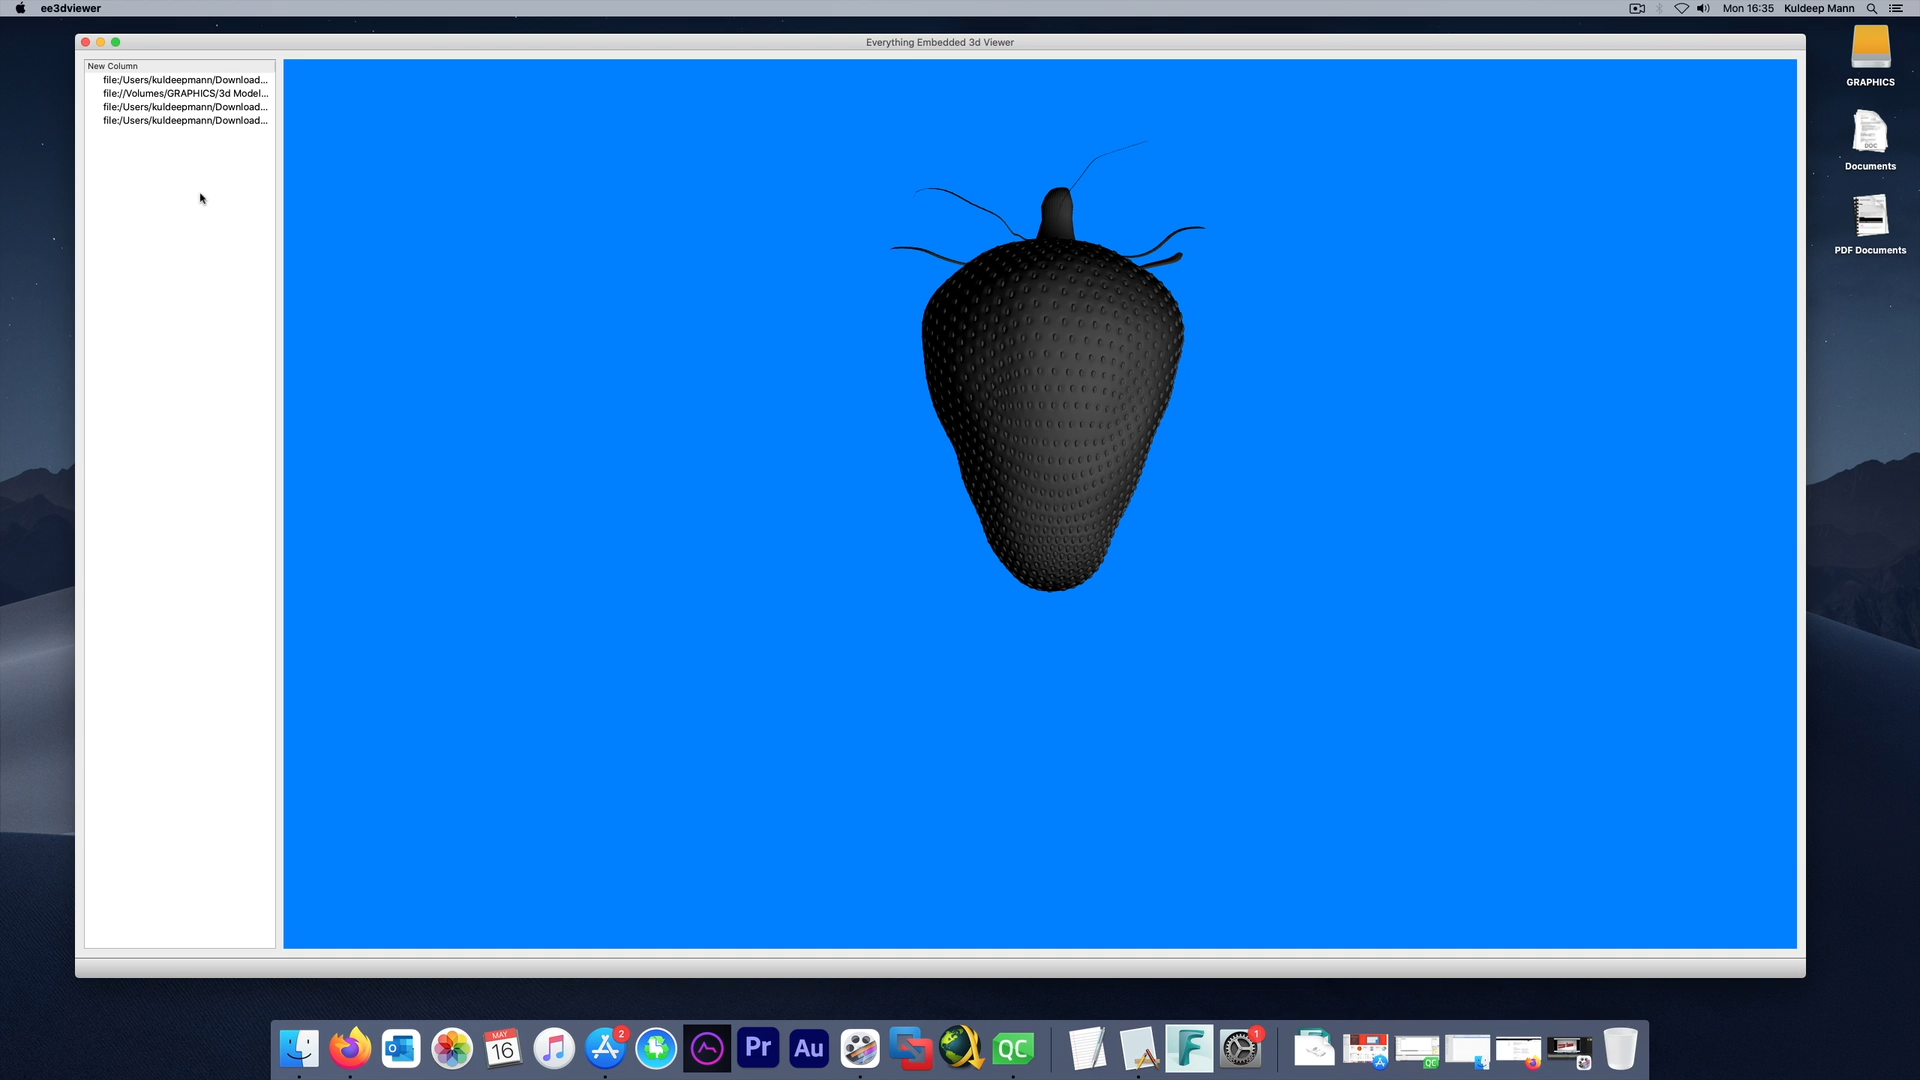 ee3dviewer
Mon 16:35 Kuldeep Mann
Everything Embedded 3d Viewer
New Column
file:/Users/kuldeepmann/Download...
file://Volumes/GRAPHICS/3d Model...
file:/Users/kuldeepmann/Download...
file:/Users/kuldeepmann/Download...
GRAPHICS
DOC
Documents
PDF Documents
MAY
16
2
Pr
Au
QC
1